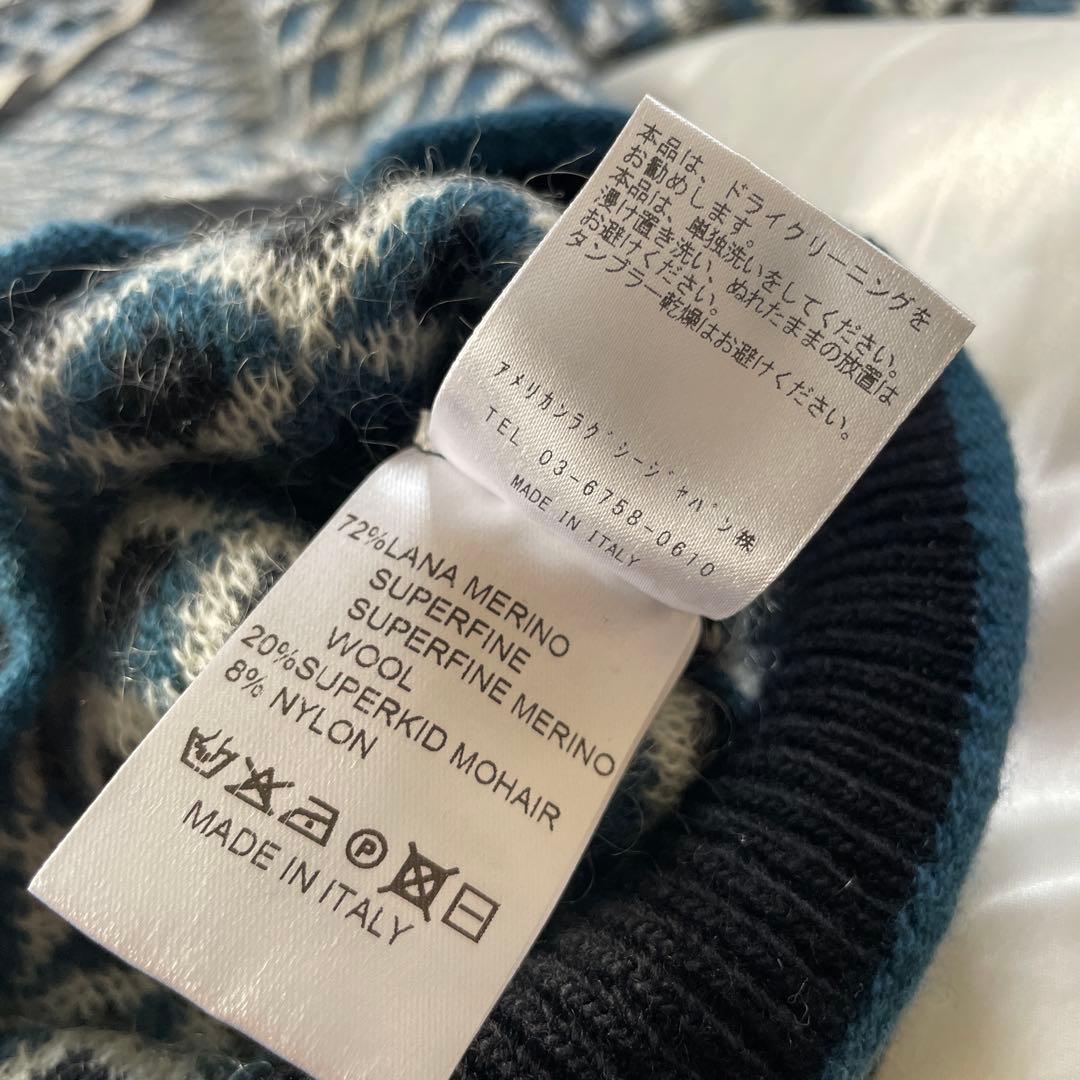 本品は、ドライクリーニングを
お勧めします。
本品は、単独洗いをしてください。
漬け置き洗い、ぬれたままの放置は
お避けください。
タンブラー乾燥はお避けください。
アメリカンラグ゙シージャパン株
TEL 03-6758-0610
MADE IN ITALY
72%LANA MERINO
SUPERFINE
SUPERFINE MERINO
WOOL
20%SUPERKID MOHAIR
8% NYLON
P
MADE IN ITALY